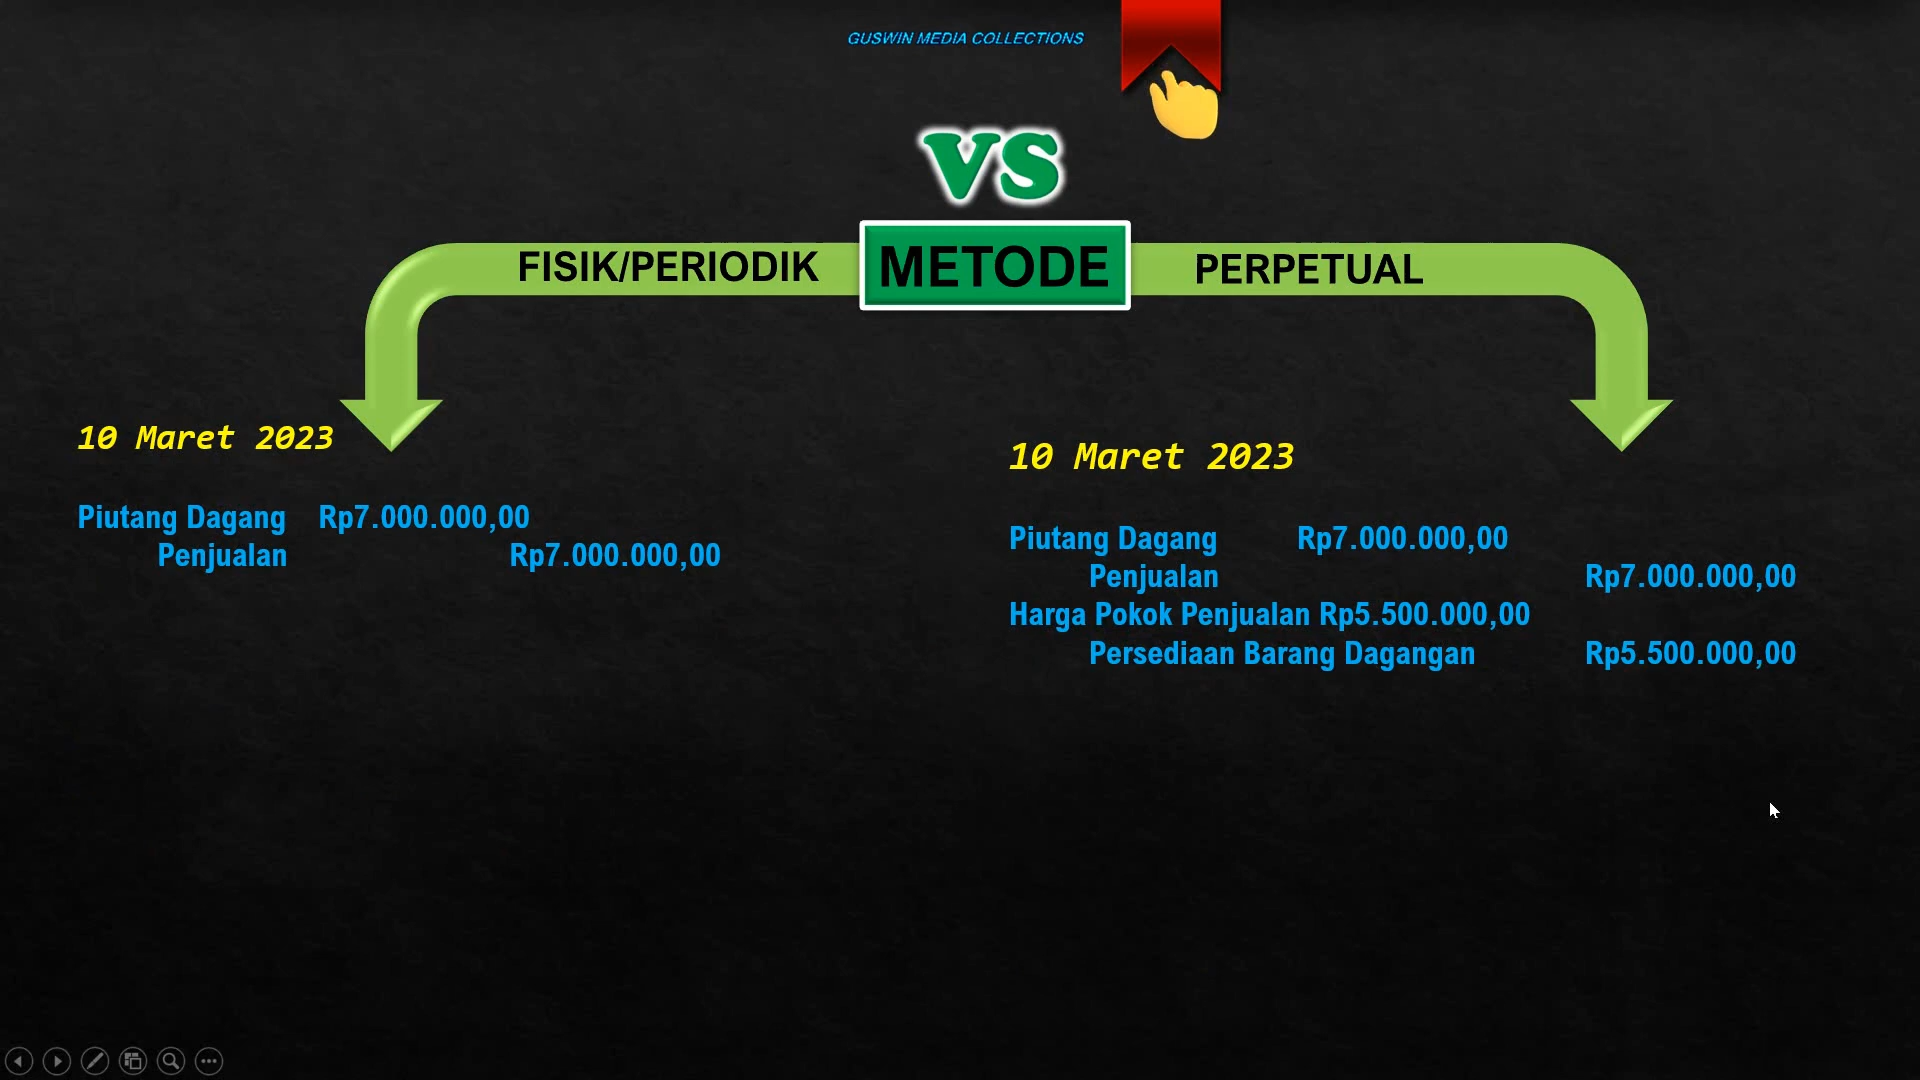 GUSWIN MEDIA COLLECTIONS
VS
FISIK/PERIODIK
METODE
PERPETUAL
10 Maret 2023
Piutang Dagang Rp7.000.000,00
Penjualan Rp7.000.000,00
10 Maret 2023
Piutang Dagang Rp7.000.000,00
Penjualan Rp7.000.000,00
Harga Pokok Penjualan Rp5.500.000,00
Persediaan Barang Dagangan Rp5.500.000,00